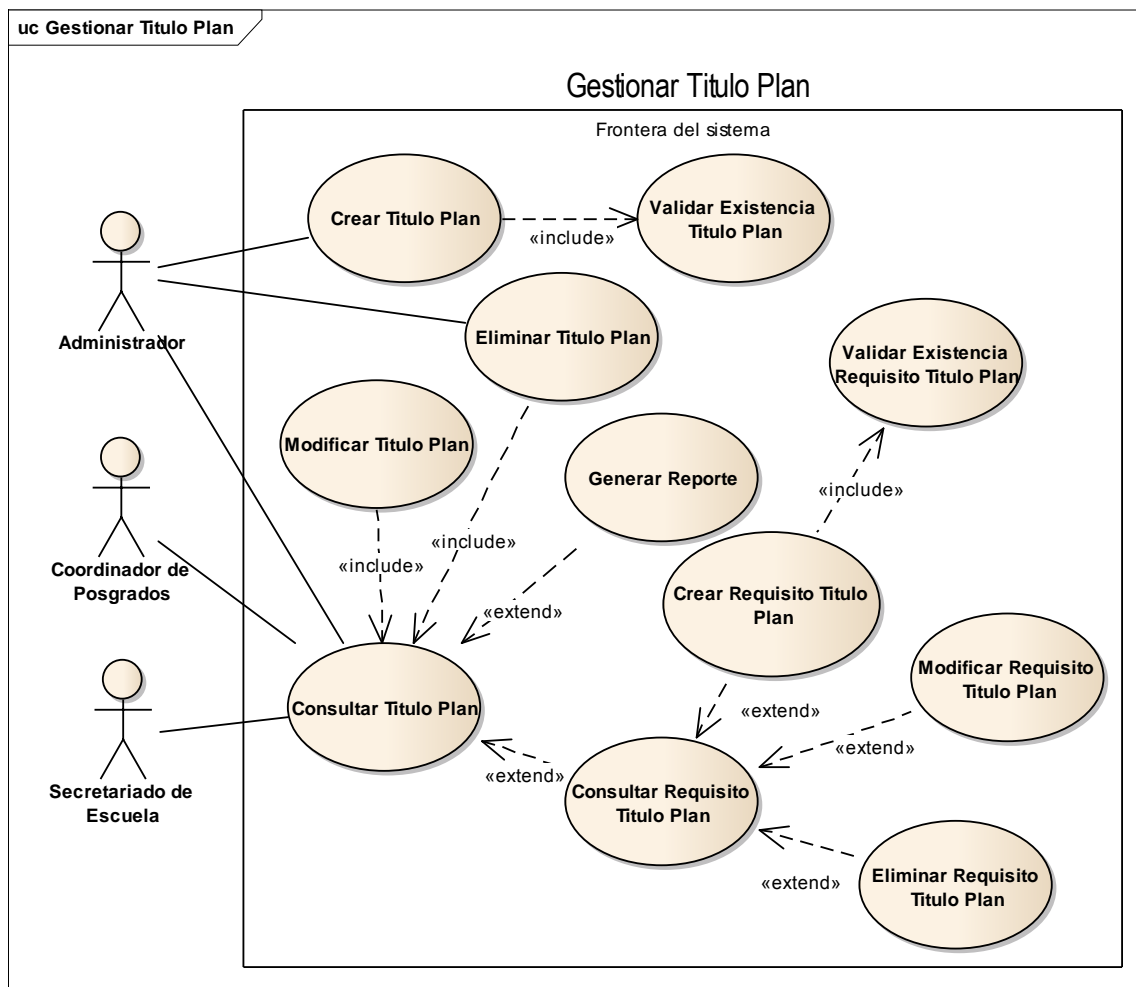 uc Gestionar Titulo Plan
Gestionar Titulo Plan
Frontera del sistema
Crear Titulo Plan
«include»
Validar Existencia
Titulo Plan
Administrador
Eliminar Titulo Plan
Validar Existencia
Requisito Titulo Plan
Modificar Titulo Plan
Generar Reporte
«include»
«include»
«include»
Coordinador de
Posgrados
«extend»
Crear Requisito Titulo
Plan
Modificar Requisito
Titulo Plan
Consultar Titulo Plan
«extend»
«extend»
«extend»
Consultar Requisito
Titulo Plan
Secretariado de
Escuela
«extend»
Eliminar Requisito
Titulo Plan